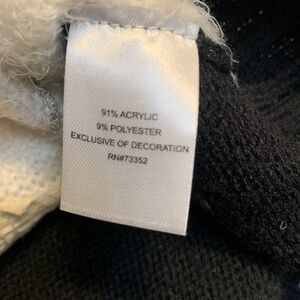 91% ACRYLIC
9% POLYESTER
EXCLUSIVE OF DECORATION
RN#73352